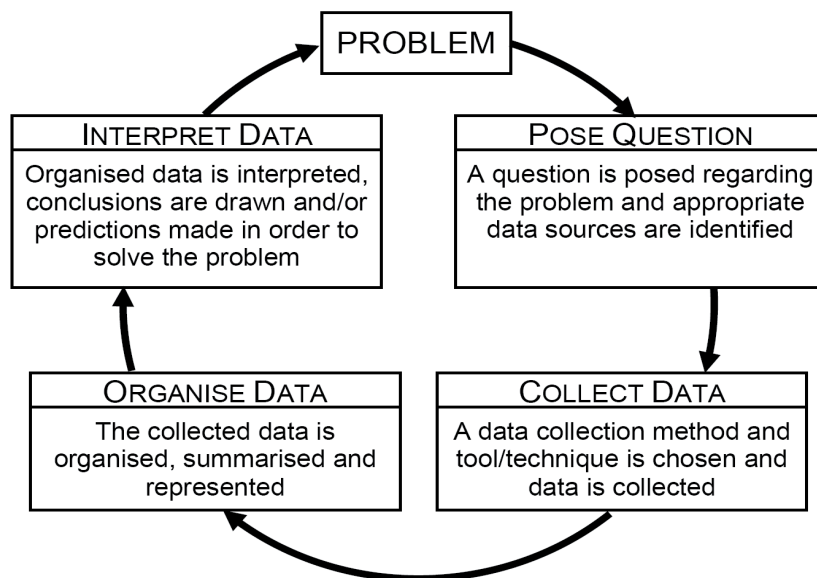 PROBLEM
POSE QUESTION
A question is posed regarding
the problem and appropriate
data sources are identified
COLLECT DATA
A data collection method and
tool/technique is chosen and
data is collected
ORGANISE DATA
The collected data is
organised, summarised and
represented
INTERPRET DATA
Organised data is interpreted,
conclusions are drawn and/or
predictions made in order to
solve the problem